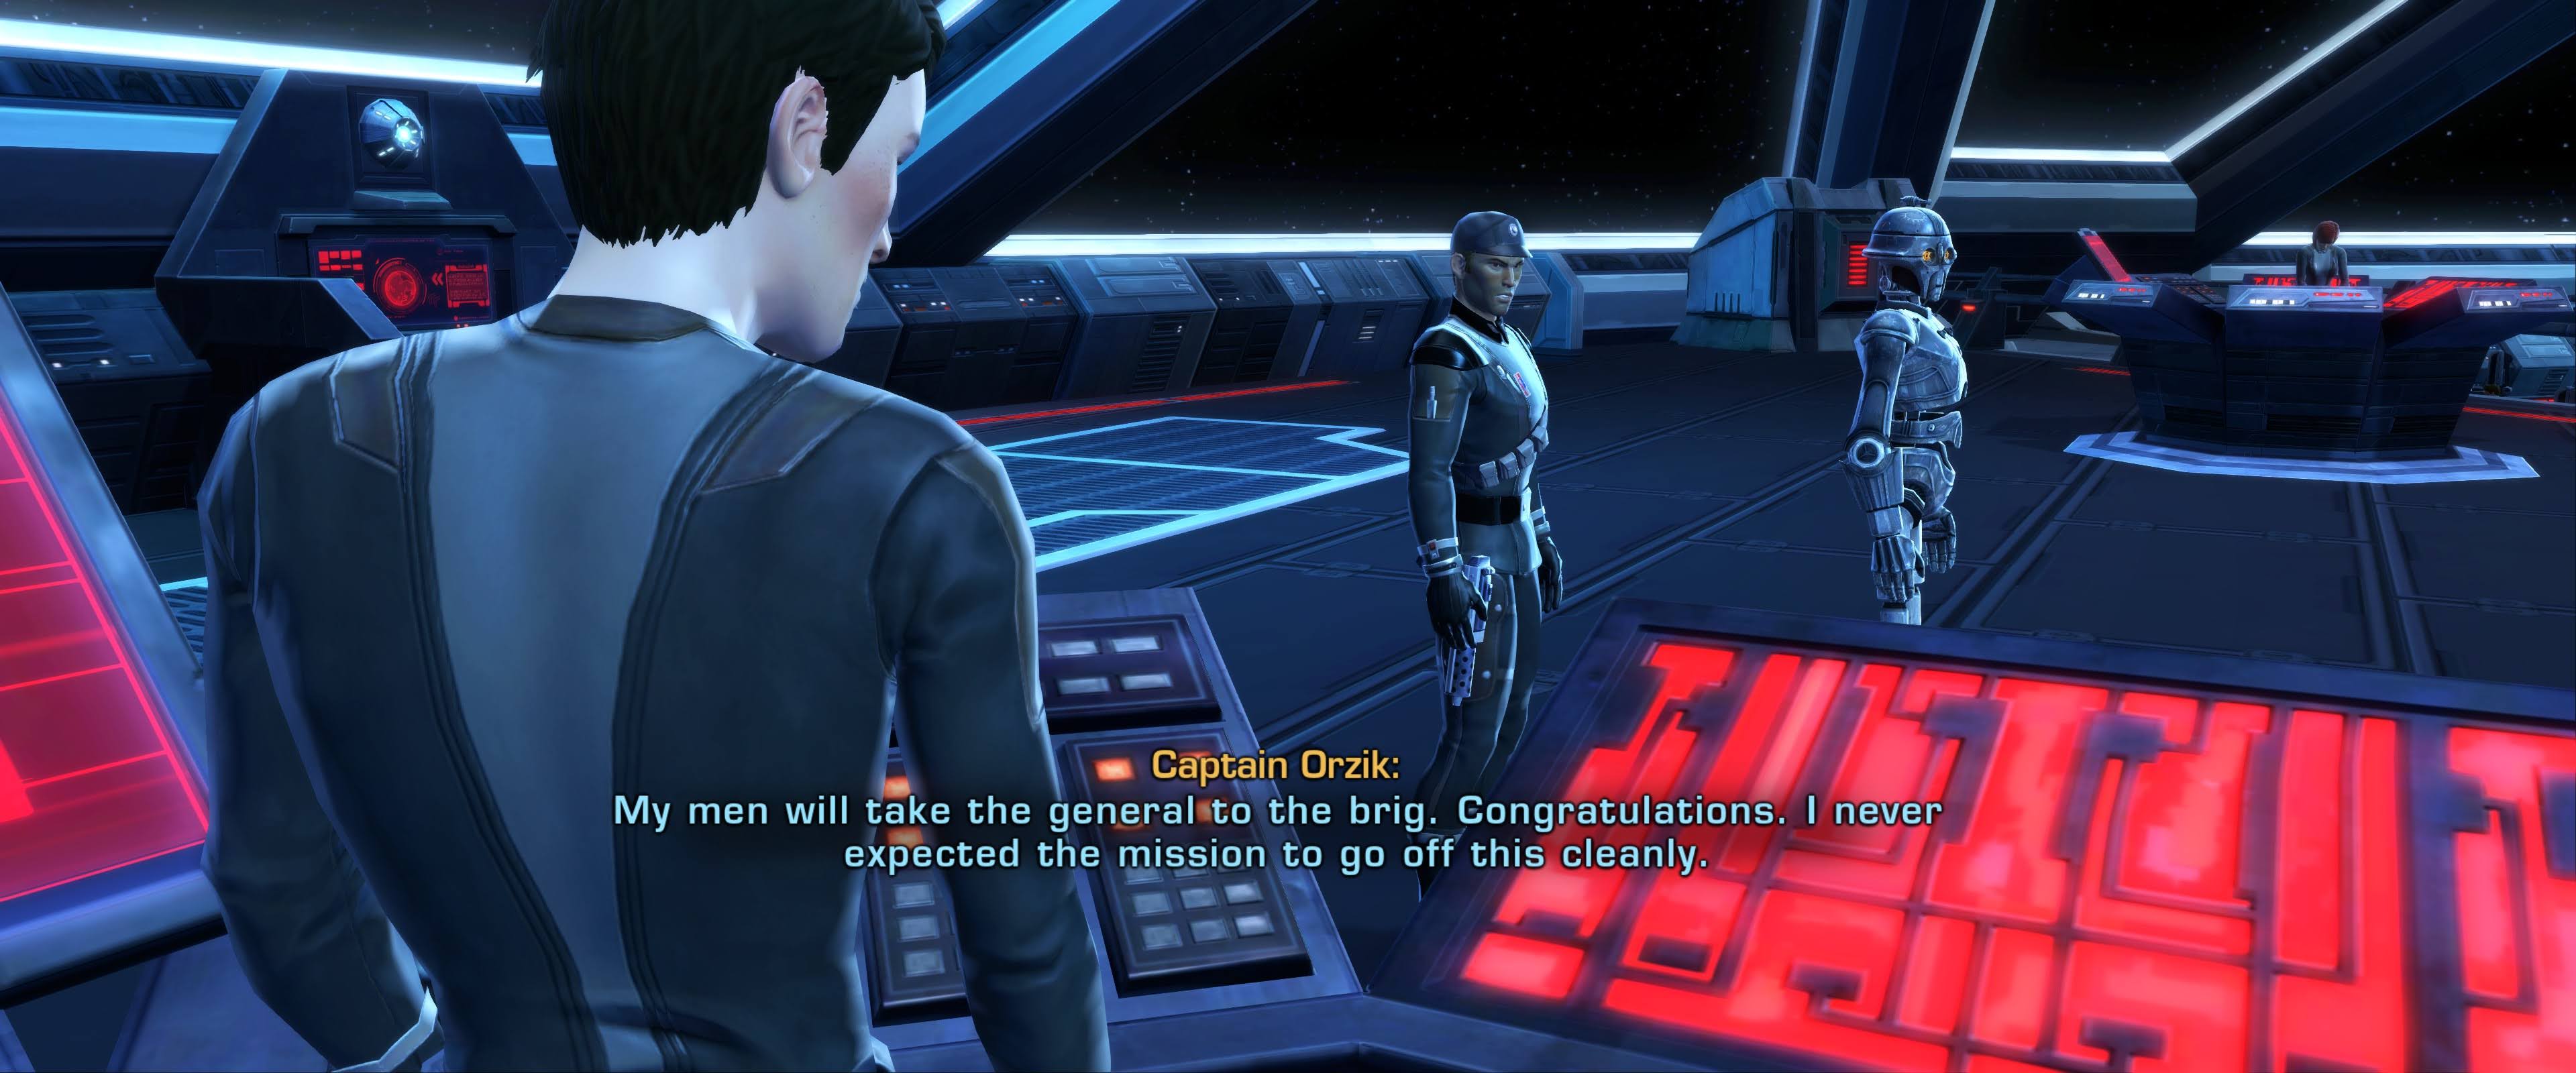 Captain Orzik:
My men will take the general to the brig. Congratulations. I never
expected the mission to go off this cleanly.